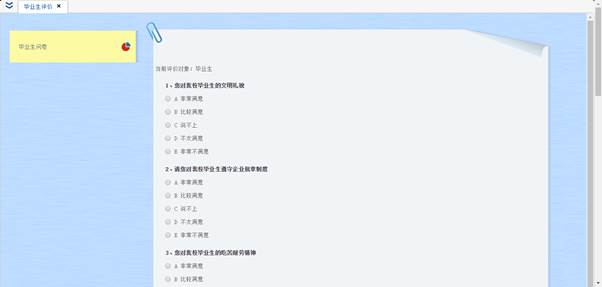 毕业生评价
毕业生问卷
当前评价对象：毕业生
1、您对我校毕业生的文明礼貌
A 非常满意
B 比较满意
C 说不上
D 不太满意
E 非常不满意
2、请您对我校毕业生遵守企业规章制度
A 非常满意
B 比较满意
C 说不上
D 不太满意
E 非常不满意
3、您对我校毕业生的吃苦耐劳精神
A 非常满意
B 比较满意